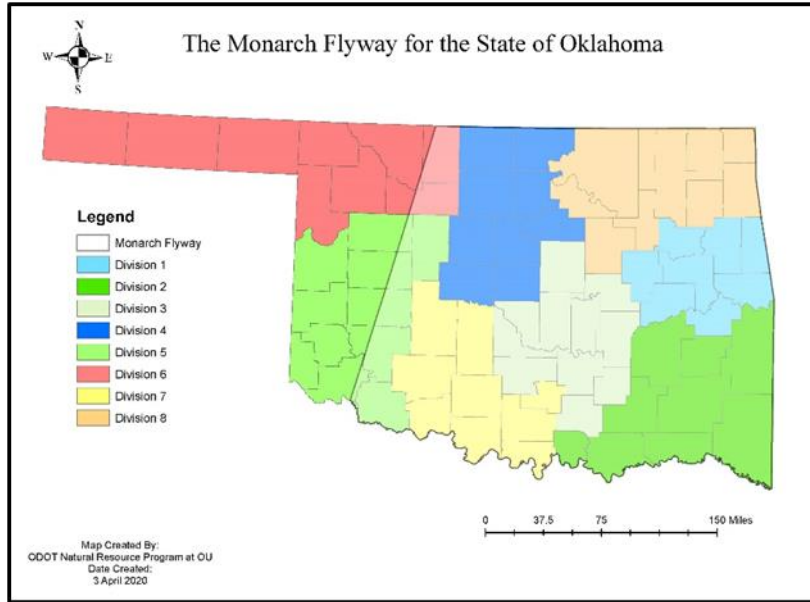 N
W E
S
The Monarch Flyway for the State of Oklahoma
Legend
Monarch Flyway
Division 1
Division 2
Division 3
Division 4
Division 5
Division 6
Division 7
Division 8
0 37.5 75 150 Miles
Map Created By:
ODOT Natural Resource Program at OU
Date Created:
3 April 2020